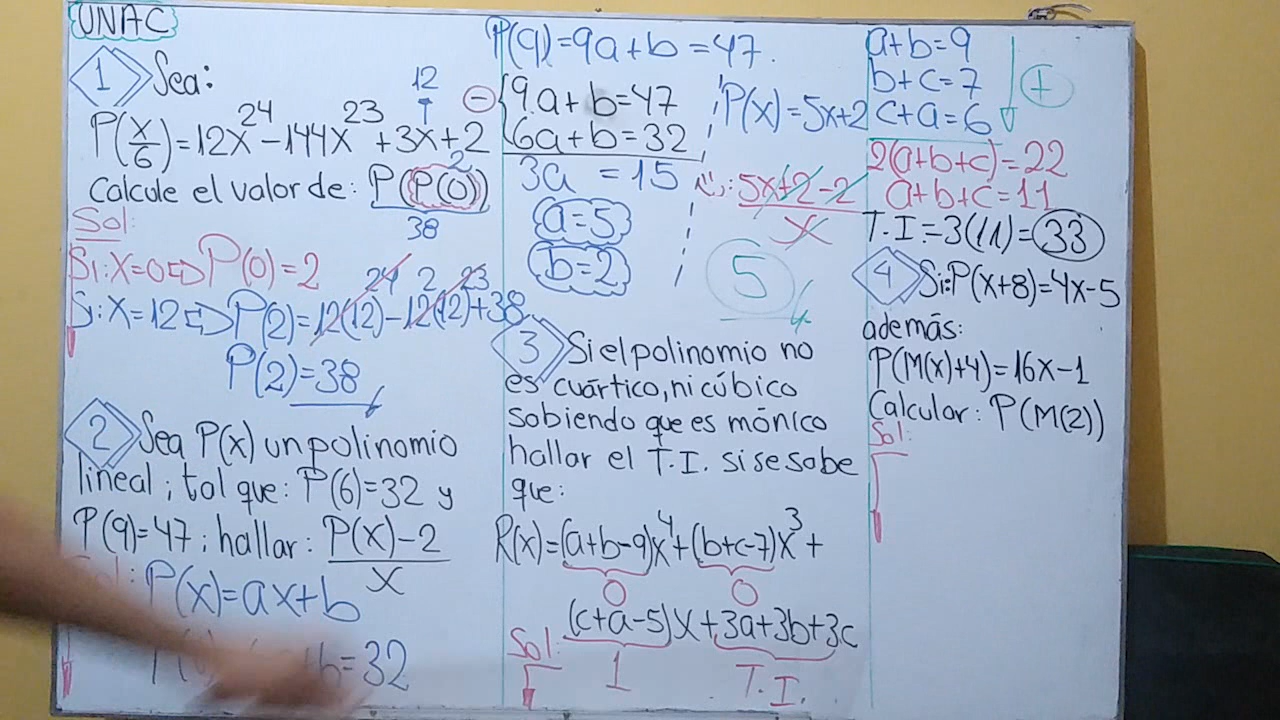 UNAC
1 Sea:
12
P(x/6)=12x^24-144x^23+3x+2
2
Calcule el valor de: P(P(0))
38
Sol:
Si: X=0⇨P(0)=2
Si: X=12⇨P(2)=12(12)^24-12^2(12)^23+38
P(2)=38
2 Sea P(x) un polinomio
lineal; tal que: P(6)=32 y
P(9)=47; hallar: P(x)-2/x
P(x)=ax+b
b=32
P(9)=9a+b=47.
- { 9.a+b=47
6a+b=32
3a=15
a=5
b=2
P(x)=5x+2
∴: 5x+2-2/x
5
3 Si el polinomio no
es cuártico, ni cúbico
sobiendo que es mónico
hallar el T.I. si se sabe
que:
R(x)=(a+b-9)x^4+(b+c-7)x^3+
0 0
(c+a-5)x+3a+3b+3c
Sol:
1 T.I.
a+b=9
b+c=7 +
c+a=6
2(a+b+c)=22
a+b+c=11
T.I.=3(11)=33
4 Si:P(x+8)=4x-5
además:
P(M(x)+4)=16x-1
Calcular: P(M(2))
Sol: